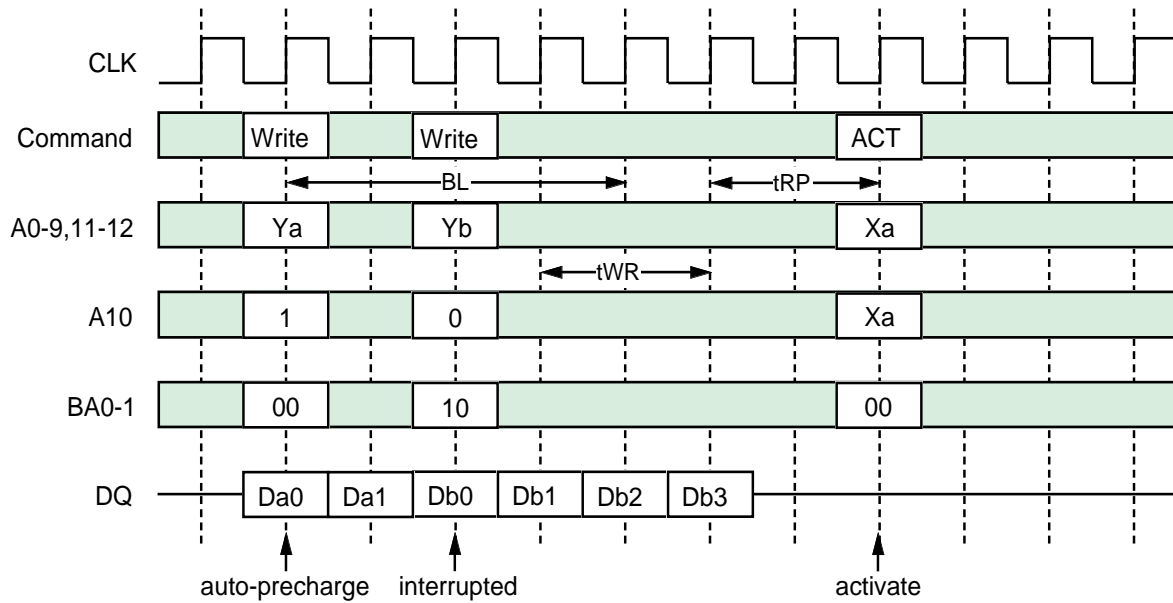 CLK
Command Write Write ACT
BL tRP
A0-9,11-12 Ya Yb Xa
tWR
A10 1 0 Xa
BA0-1 00 10 00
DQ Da0 Da1 Db0 Db1 Db2 Db3
auto-precharge interrupted activate